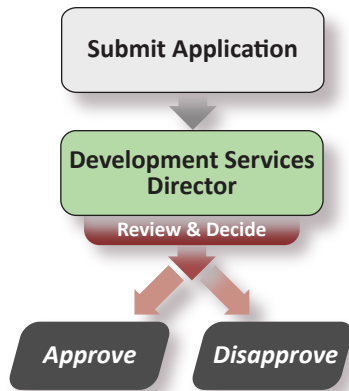 Submit Application
Development Services
Director
Review & Decide
Approve
Disapprove